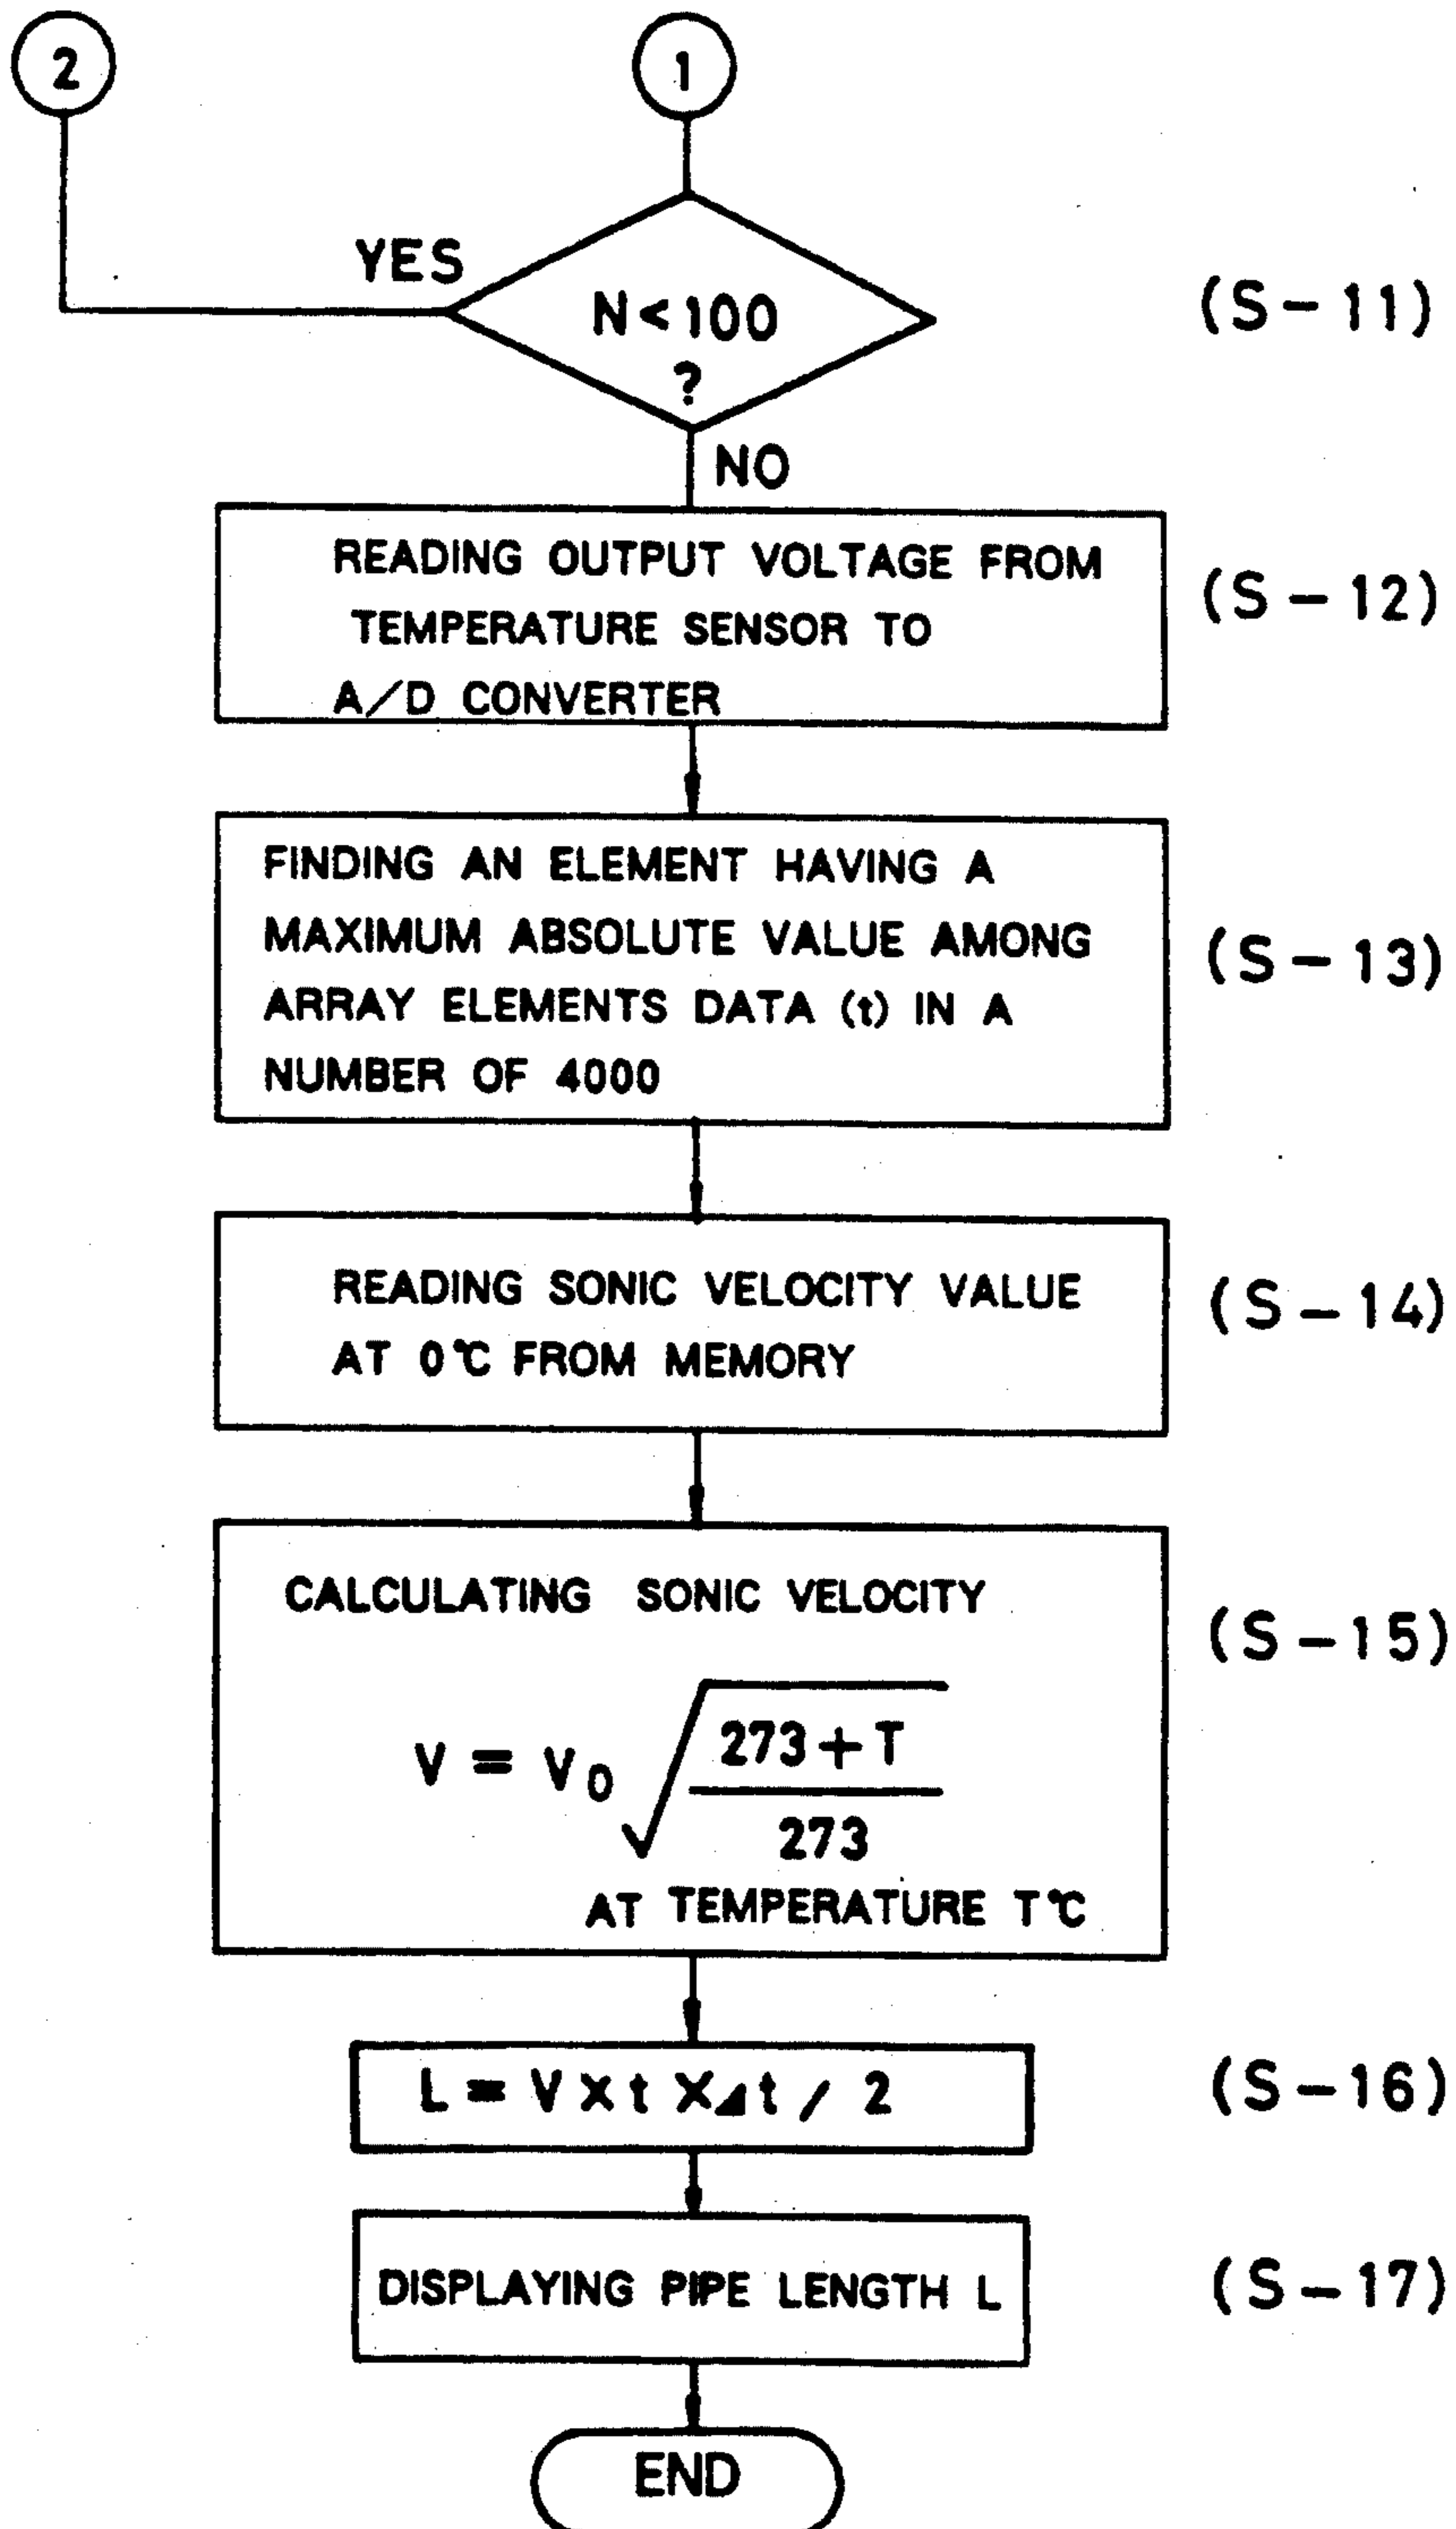 2
1
YES
N<100
?
(S-11)
NO
READING OUTPUT VOLTAGE FROM
TEMPERATURE SENSOR TO
A/D CONVERTER
(S-12)
FINDING AN ELEMENT HAVING A
MAXIMUM ABSOLUTE VALUE AMONG
ARRAY ELEMENTS DATA (t) IN A
NUMBER OF 4000
(S-13)
READING SONIC VELOCITY VALUE
AT 0℃ FROM MEMORY
(S-14)
CALCULATING SONIC VELOCITY
V = V₀ √((273+T)/273)
AT TEMPERATURE T℃
(S-15)
L = V X t X ⊿t / 2
(S-16)
DISPLAYING PIPE LENGTH L
(S-17)
END